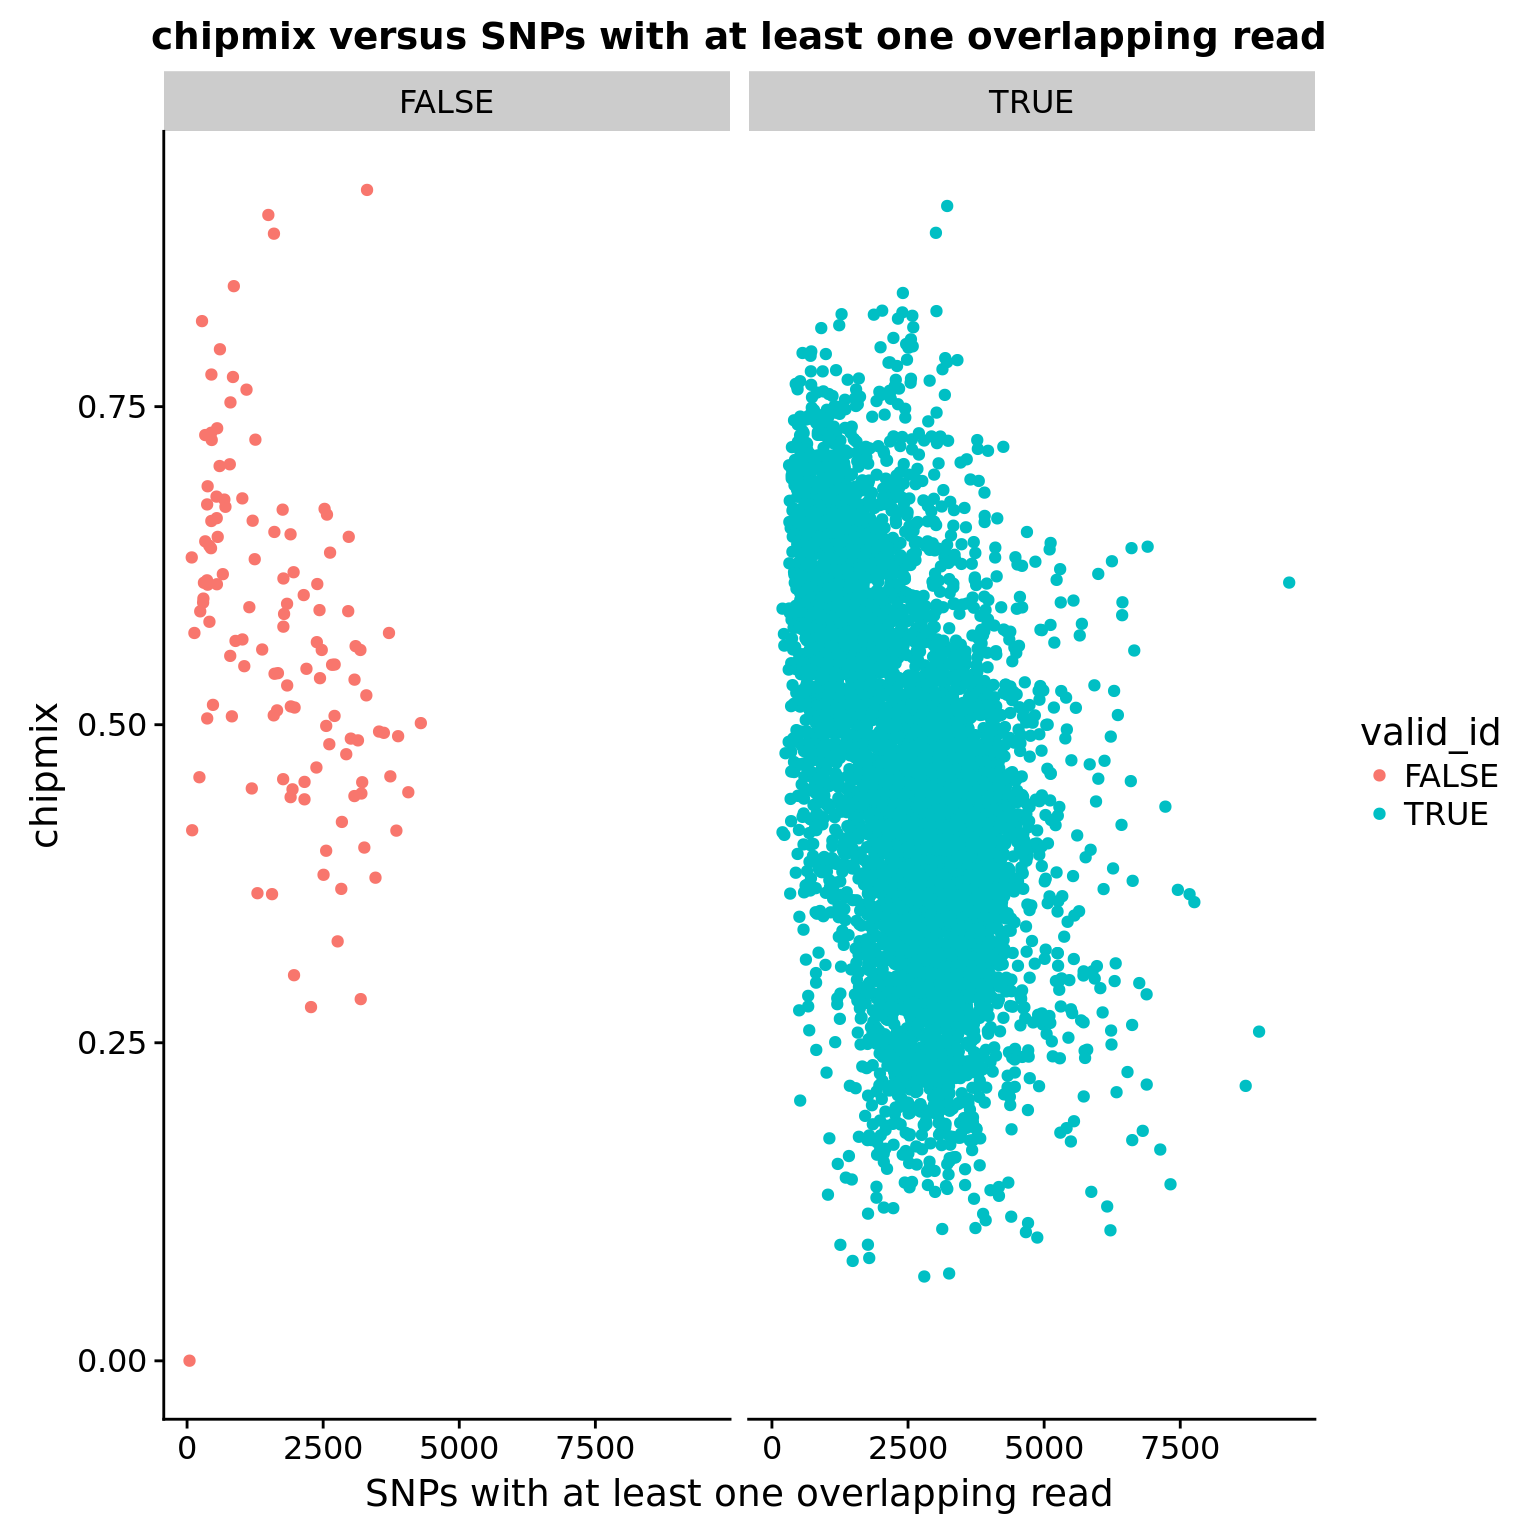 chipmix versus SNPs with at least one overlapping read
FALSE TRUE
0.75
0.50
0.25
0.00
chipmix
0 2500 5000 7500 0 2500 5000 7500
SNPs with at least one overlapping read
valid_id
FALSE
TRUE